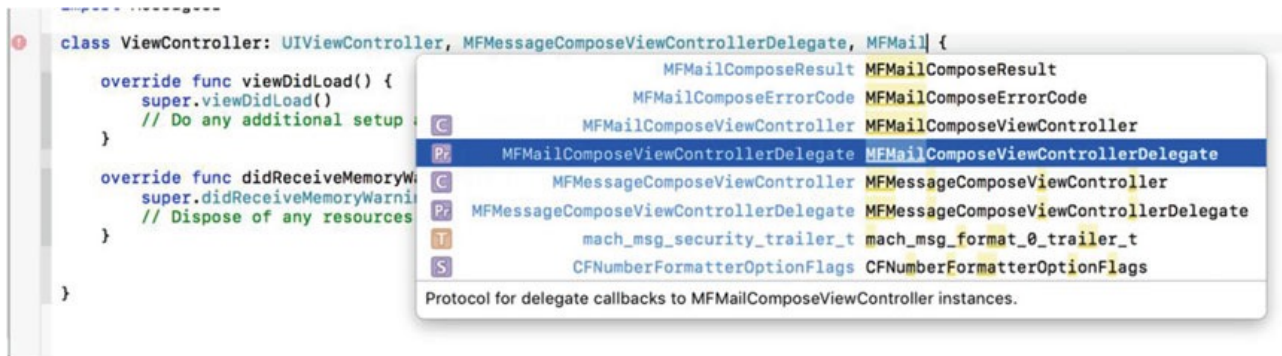 class ViewController: UIViewController, MFMessageComposeViewControllerDelegate, MFMail {
override func viewDidLoad() {
super.viewDidLoad()
// Do any additional setup
}
override func didReceiveMemoryWa
super.didReceiveMemoryWarni
// Dispose of any resources
}
}
MFMailComposeResult MFMailComposeResult
MFMailComposeErrorCode MFMailComposeErrorCode
C MFMailComposeViewController MFMailComposeViewController
Pr MFMailComposeViewControllerDelegate MFMailComposeViewControllerDelegate
C MFMessageComposeViewController MFMessageComposeViewController
Pr MFMessageComposeViewControllerDelegate MFMessageComposeViewControllerDelegate
T mach_msg_security_trailer_t mach_msg_format_0_trailer_t
S CFNumberFormatterOptionFlags CFNumberFormatterOptionFlags
Protocol for delegate callbacks to MFMailComposeViewController instances.